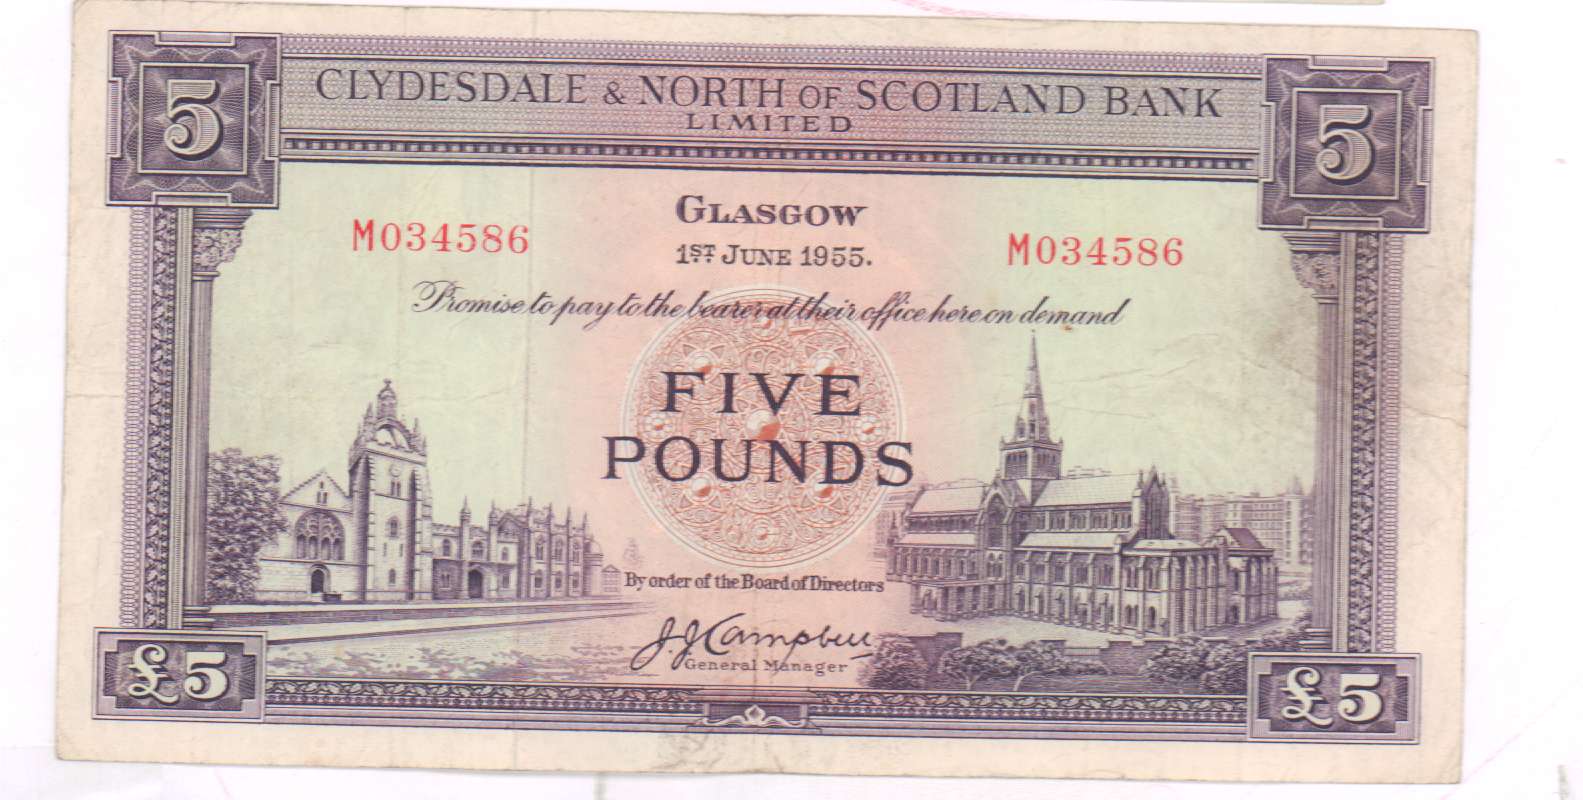 5 5
CLYDESDALE & NORTH OF SCOTLAND BANK
LIMITED
GLASGOW
M034586 M034586
1ST JUNE 1955.
Promise to pay to the bearer at their office here on demand
FIVE
POUNDS
By order of the Board of Directors
J. J. Campbell
General Manager
£5 £5